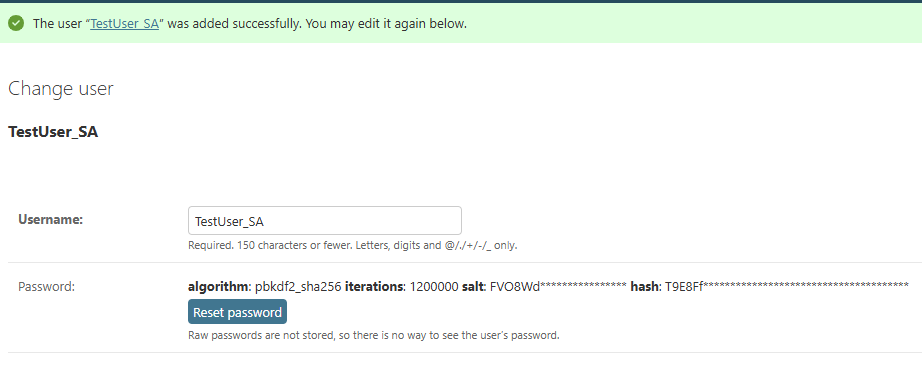 The user “TestUser_SA” was added successfully. You may edit it again below.
Change user
TestUser_SA
Username:
TestUser_SA
Required. 150 characters or fewer. Letters, digits and @/./+/-/_ only.
Password:
algorithm: pbkdf2_sha256 iterations: 1200000 salt: FVO8Wd**************** hash: T9E8Ff**************************************
Reset password
Raw passwords are not stored, so there is no way to see the user’s password.